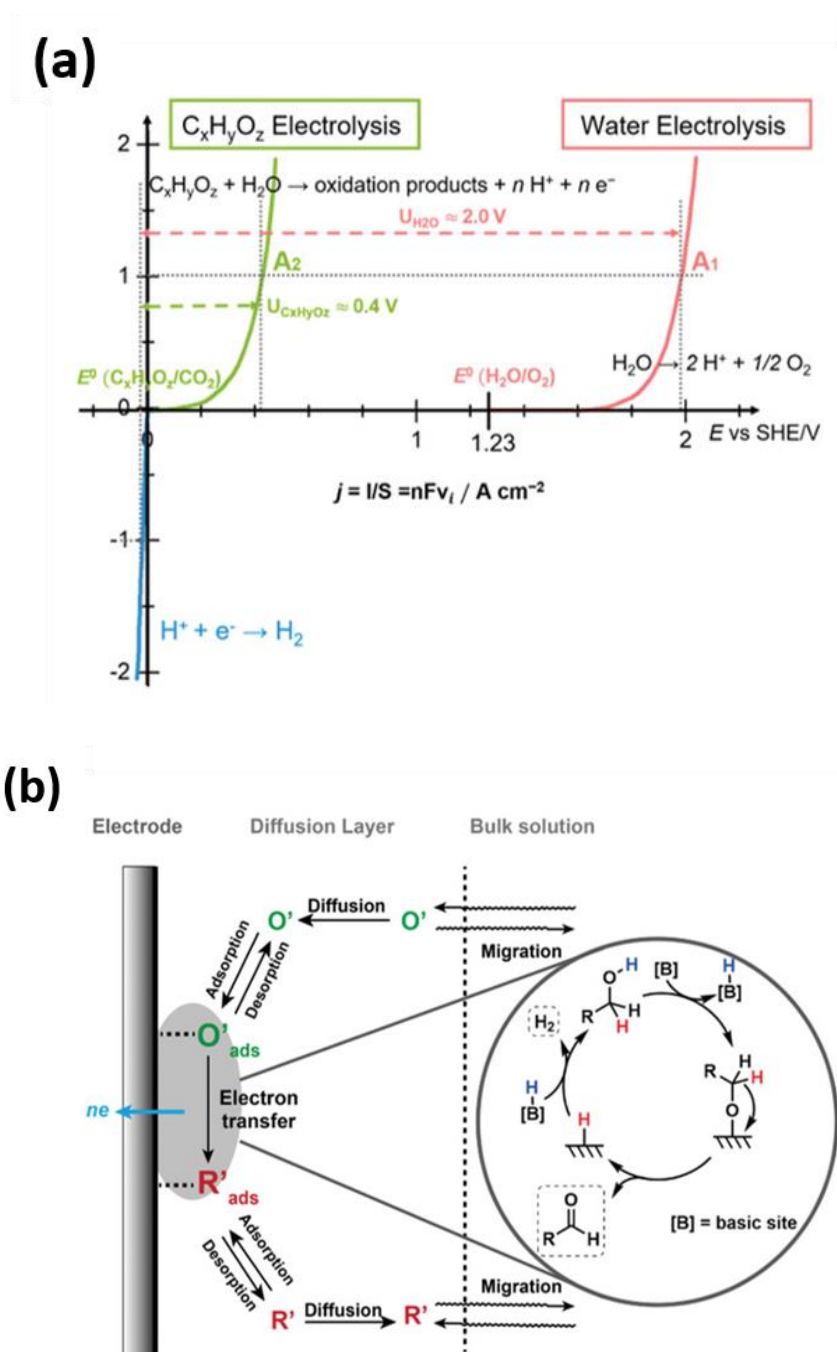 (a)
CxHyOz Electrolysis
Water Electrolysis
2
CxHyOz + H2O → oxidation products + n H+ + n e−
UH2O ≈ 2.0 V
A2
A1
1
UCxHyOz ≈ 0.4 V
H2O → 2 H+ + 1/2 O2
E0 (CxHyOz/CO2)
E0 (H2O/O2)
0
0
1
1.23
2
E vs SHE/V
j = I/S =nFvi / A cm−2
-1
H+ + e- → H2
-2
(b)
Electrode
Diffusion Layer
Bulk solution
O'
Diffusion
O'
Adsorption
Desorption
Migration
O'ads
ne
Electron
transfer
R'ads
Adsorption
Desorption
R'
Diffusion
R'
Migration
O
H
R
H
H
[B]
H
[B]
R
H
H
O
H2
H
[B]
H
O
R
H
[B] = basic site